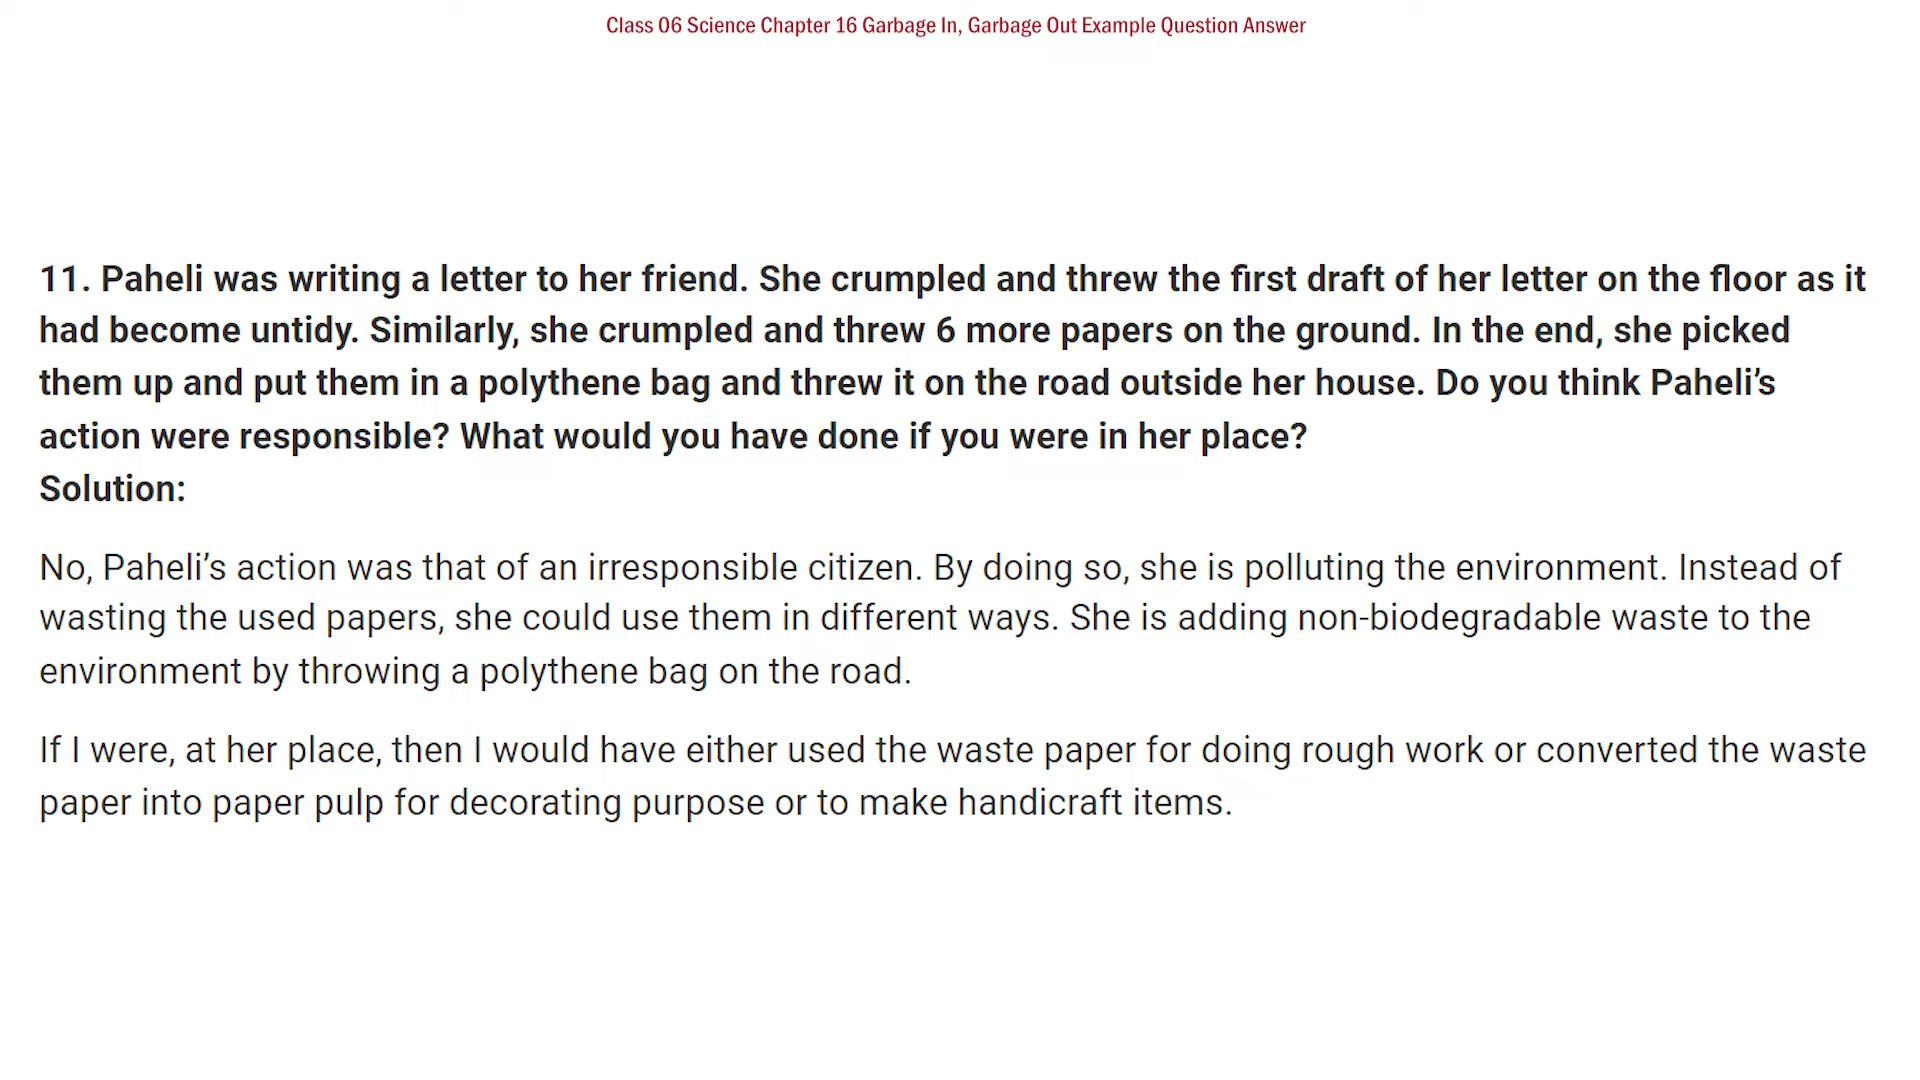 Class 06 Science Chapter 16 Garbage In, Garbage Out Example Question Answer
11. Paheli was writing a letter to her friend. She crumpled and threw the first draft of her letter on the floor as it
had become untidy. Similarly, she crumpled and threw 6 more papers on the ground. In the end, she picked
them up and put them in a polythene bag and threw it on the road outside her house. Do you think Paheli’s
action were responsible? What would you have done if you were in her place?
Solution:
No, Paheli’s action was that of an irresponsible citizen. By doing so, she is polluting the environment. Instead of
wasting the used papers, she could use them in different ways. She is adding non-biodegradable waste to the
environment by throwing a polythene bag on the road.
If I were, at her place, then I would have either used the waste paper for doing rough work or converted the waste
paper into paper pulp for decorating purpose or to make handicraft items.